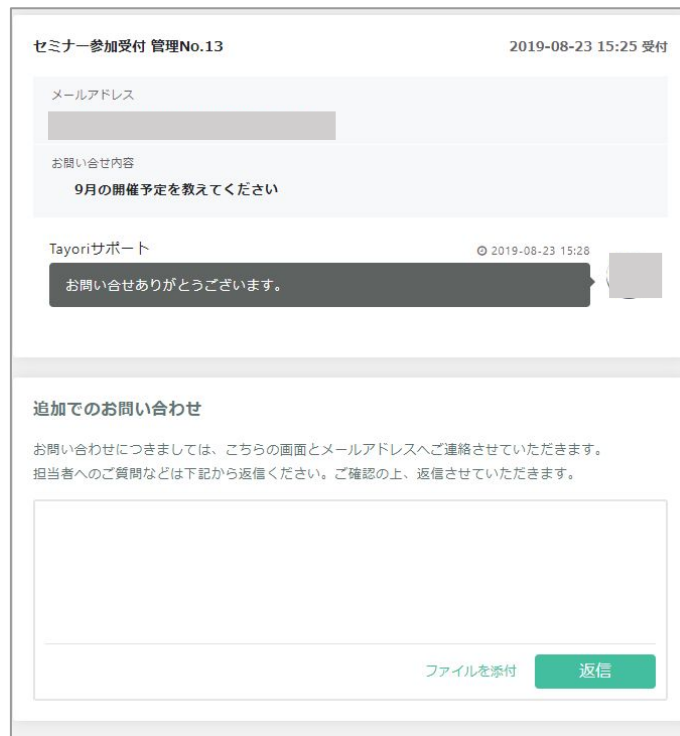 セミナー参加受付 管理No.13
2019-08-23 15:25 受付
メールアドレス
お問い合せ内容
9月の開催予定を教えてください
Tayoriサポート
2019-08-23 15:28
お問い合せありがとうございます。
追加でのお問い合わせ
お問い合わせにつきましては、こちらの画面とメールアドレスへご連絡させていただきます。
担当者へのご質問などは下記から返信ください。ご確認の上、返信させていただきます。
ファイルを添付
返信